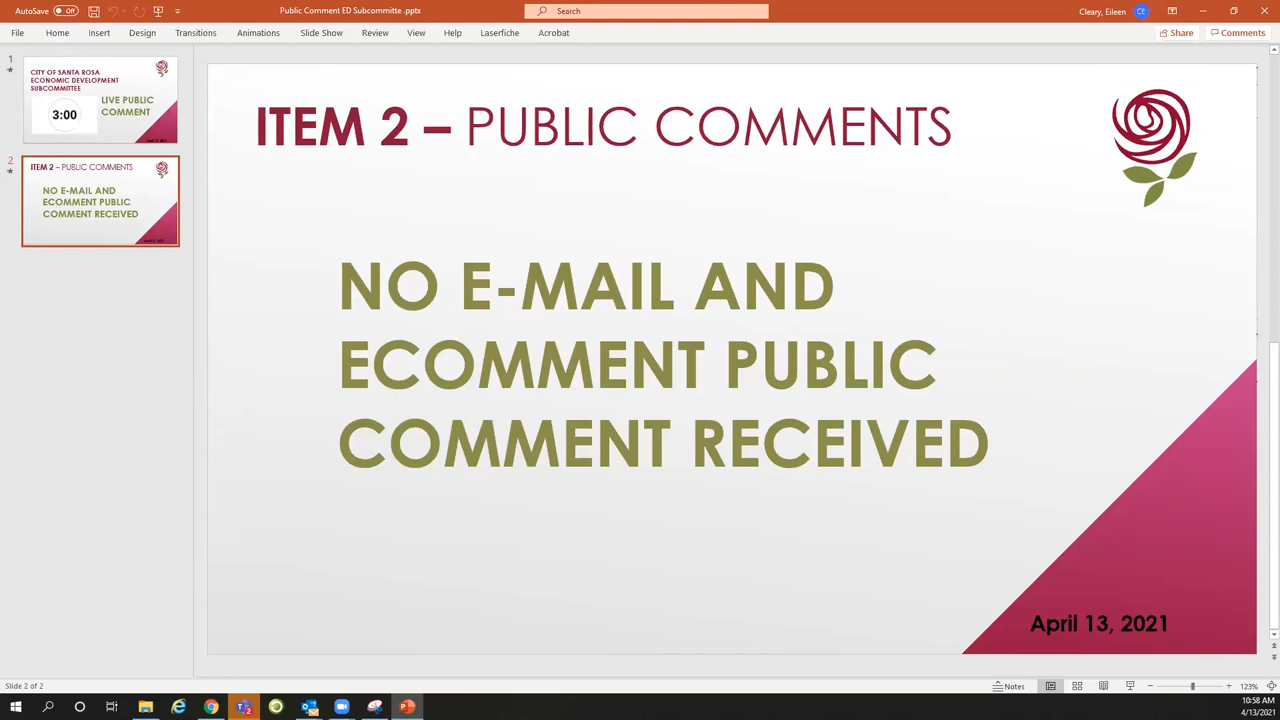 AutoSave Off
Public Comment ED Subcommitte .pptx
Search
Cleary, Eileen
CE
File Home Insert Design Transitions Animations Slide Show Review View Help Laserfiche Acrobat
Share Comments
1
CITY OF SANTA ROSA
ECONOMIC DEVELOPMENT
SUBCOMMITTEE
3:00
LIVE PUBLIC
COMMENT
2
ITEM 2 – PUBLIC COMMENTS
NO E-MAIL AND
ECOMMENT PUBLIC
COMMENT RECEIVED
ITEM 2 – PUBLIC COMMENTS
NO E-MAIL AND
ECOMMENT PUBLIC
COMMENT RECEIVED
April 13, 2021
Slide 2 of 2
Notes
123%
10:58 AM
4/13/2021